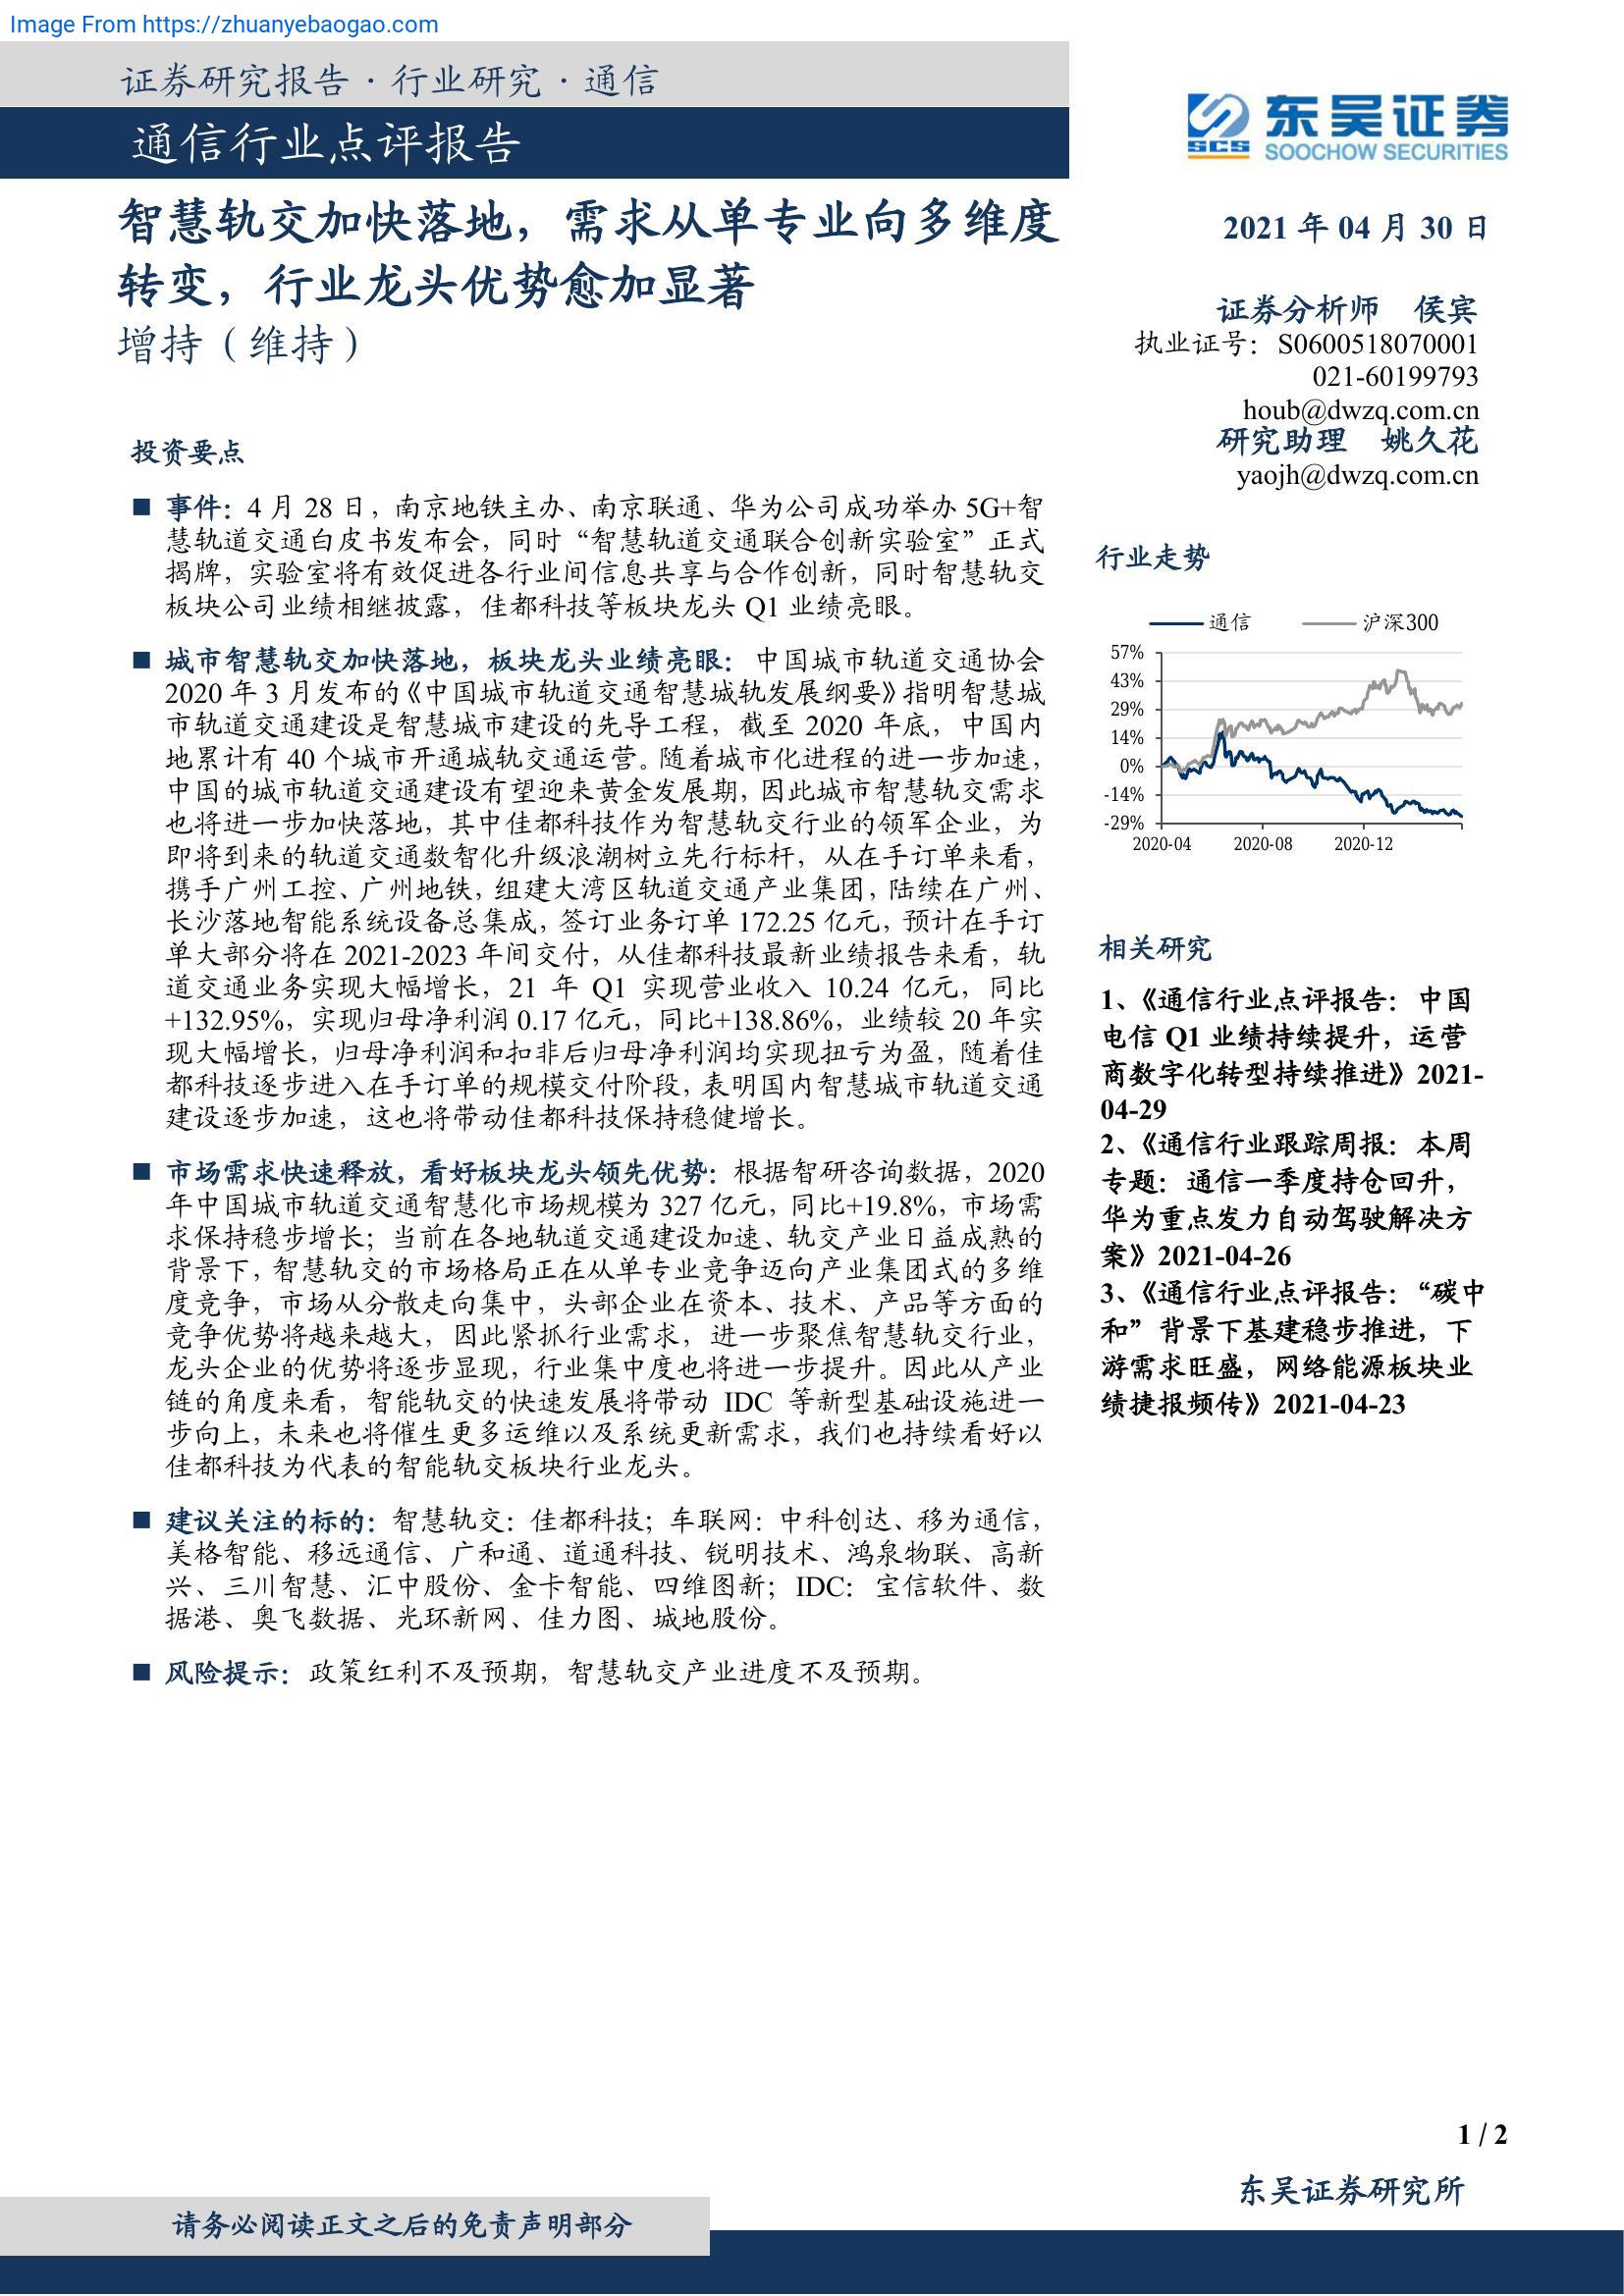 Image From https://zhuanyebaogao.com
证券研究报告·行业研究·通信
通信行业点评报告
东吴证券
SCS
SOOCHOW SECURITIES
智慧轨交加快落地，需求从单专业向多维度
转变，行业龙头优势愈加显著
增持（维持）
2021 年 04 月 30 日
证券分析师 侯宾
执业证号：S0600518070001
021-60199793
houb@dwzq.com.cn
研究助理 姚久花
yaojh@dwzq.com.cn
投资要点
■ 事件：4 月 28 日，南京地铁主办、南京联通、华为公司成功举办 5G+智
慧轨道交通白皮书发布会，同时“智慧轨道交通联合创新实验室”正式
揭牌，实验室将有效促进各行业间信息共享与合作创新，同时智慧轨交
板块公司业绩相继披露，佳都科技等板块龙头 Q1 业绩亮眼。
■ 城市智慧轨交加快落地，板块龙头业绩亮眼：中国城市轨道交通协会
2020 年 3 月发布的《中国城市轨道交通智慧城轨发展纲要》指明智慧城
市轨道交通建设是智慧城市建设的先导工程，截至 2020 年底，中国内
地累计有 40 个城市开通城轨交通运营。随着城市化进程的进一步加速，
中国的城市轨道交通建设有望迎来黄金发展期，因此城市智慧轨交需求
也将进一步加快落地，其中佳都科技作为智慧轨交行业的领军企业，为
即将到来的轨道交通数智化升级浪潮树立先行标杆，从在手订单来看，
携手广州工控、广州地铁，组建大湾区轨道交通产业集团，陆续在广州、
长沙落地智能系统设备总集成，签订业务订单 172.25 亿元，预计在手订
单大部分将在 2021-2023 年间交付，从佳都科技最新业绩报告来看，轨
道交通业务实现大幅增长，21 年 Q1 实现营业收入 10.24 亿元，同比
+132.95%，实现归母净利润 0.17 亿元，同比+138.86%，业绩较 20 年实
现大幅增长，归母净利润和扣非后归母净利润均实现扭亏为盈，随着佳
都科技逐步进入在手订单的规模交付阶段，表明国内智慧城市轨道交通
建设逐步加速，这也将带动佳都科技保持稳健增长。
■ 市场需求快速释放，看好板块龙头领先优势：根据智研咨询数据，2020
年中国城市轨道交通智慧化市场规模为 327 亿元，同比+19.8%，市场需
求保持稳步增长；当前在各地轨道交通建设加速、轨交产业日益成熟的
背景下，智慧轨交的市场格局正在从单专业竞争迈向产业集团式的多维
度竞争，市场从分散走向集中，头部企业在资本、技术、产品等方面的
竞争优势将越来越大，因此紧抓行业需求，进一步聚焦智慧轨交行业，
龙头企业的优势将逐步显现，行业集中度也将进一步提升。因此从产业
链的角度来看，智能轨交的快速发展将带动 IDC 等新型基础设施进一
步向上，未来也将催生更多运维以及系统更新需求，我们也持续看好以
佳都科技为代表的智能轨交板块行业龙头。
■ 建议关注的标的：智慧轨交：佳都科技；车联网：中科创达、移为通信，
美格智能、移远通信、广和通、道通科技、锐明技术、鸿泉物联、高新
兴、三川智慧、汇中股份、金卡智能、四维图新；IDC：宝信软件、数
据港、奥飞数据、光环新网、佳力图、城地股份。
■ 风险提示：政策红利不及预期，智慧轨交产业进度不及预期。
行业走势
通信 沪深300
57%
43%
29%
14%
0%
-14%
-29%
2020-04 2020-08 2020-12
相关研究
1、《通信行业点评报告：中国
电信 Q1 业绩持续提升，运营
商数字化转型持续推进》2021-
04-29
2、《通信行业跟踪周报：本周
专题：通信一季度持仓回升，
华为重点发力自动驾驶解决方
案》2021-04-26
3、《通信行业点评报告：“碳中
和”背景下基建稳步推进，下
游需求旺盛，网络能源板块业
绩捷报频传》2021-04-23
1 / 2
东吴证券研究所
请务必阅读正文之后的免责声明部分